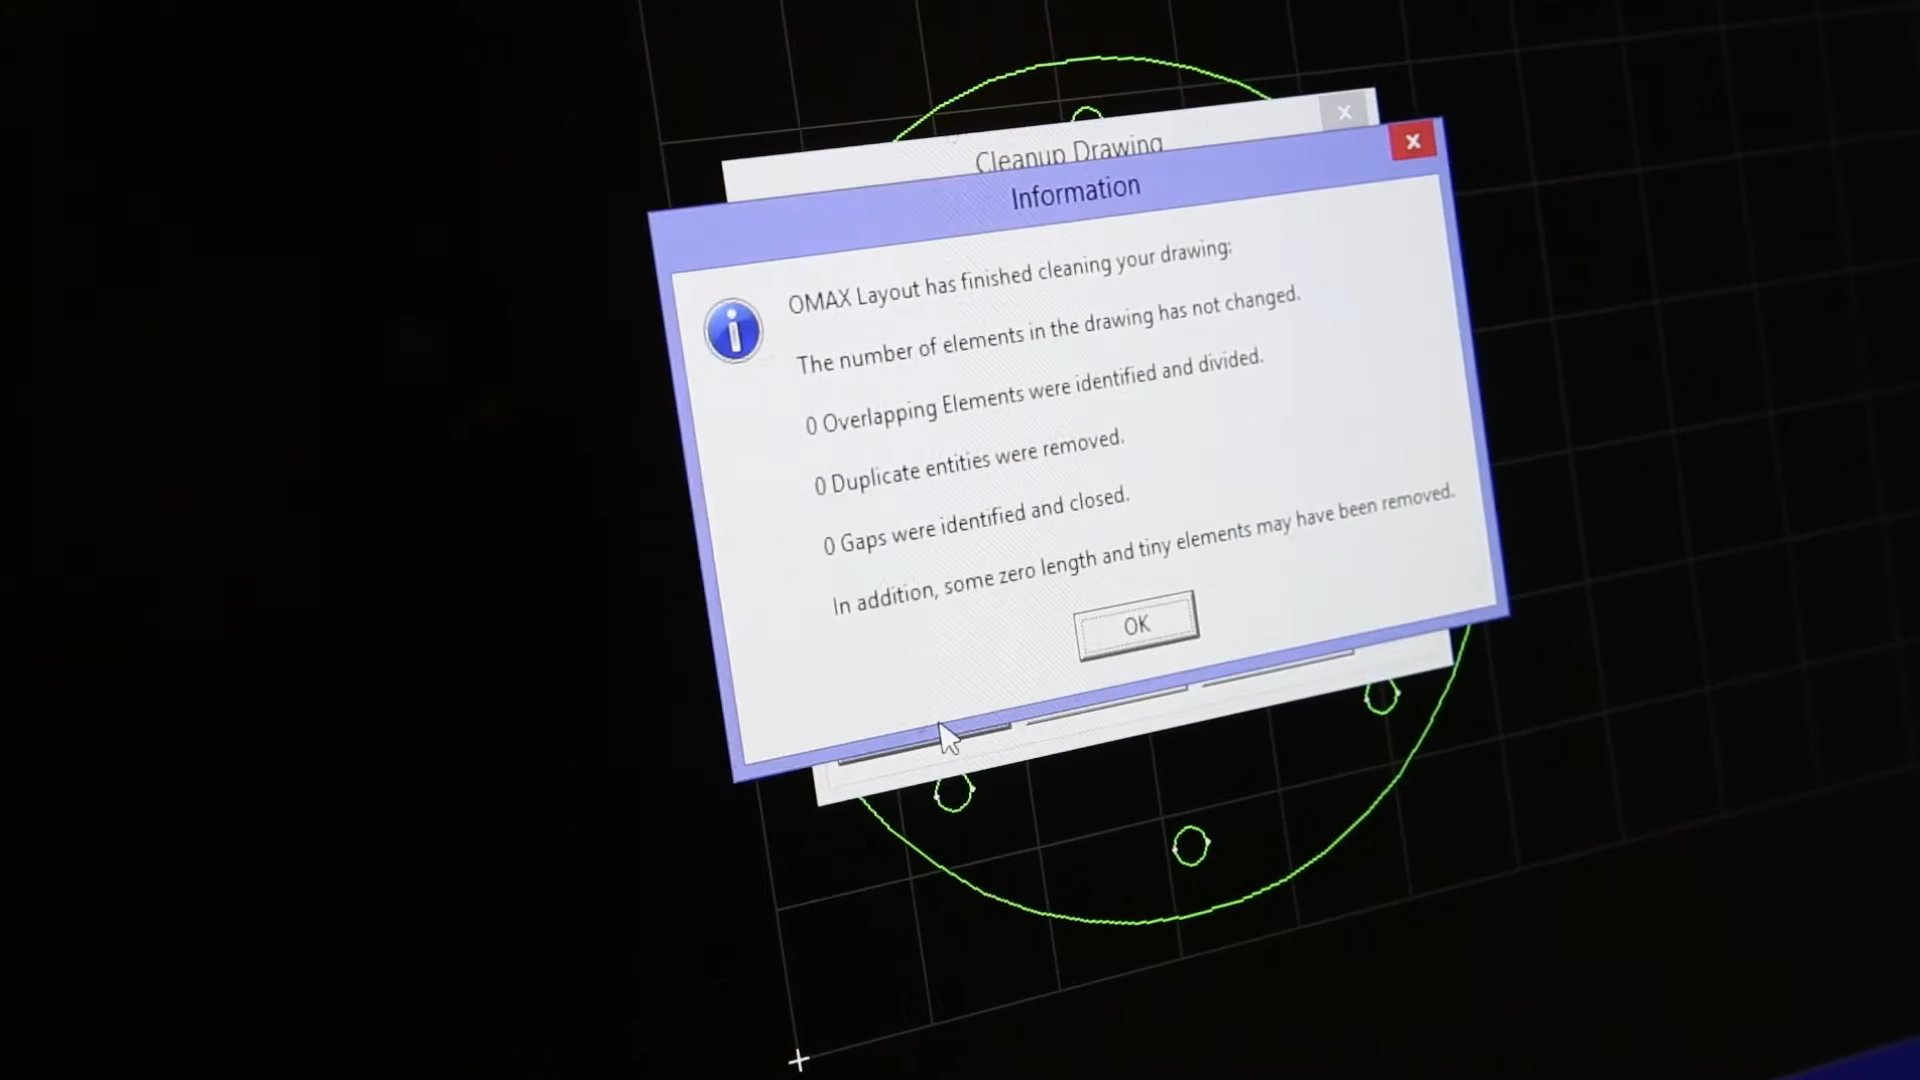 Cleanup Drawing
Information
OMAX Layout has finished cleaning your drawing:
The number of elements in the drawing has not changed.
0 Overlapping Elements were identified and divided.
0 Duplicate entities were removed.
0 Gaps were identified and closed.
In addition, some zero length and tiny elements may have been removed.
OK